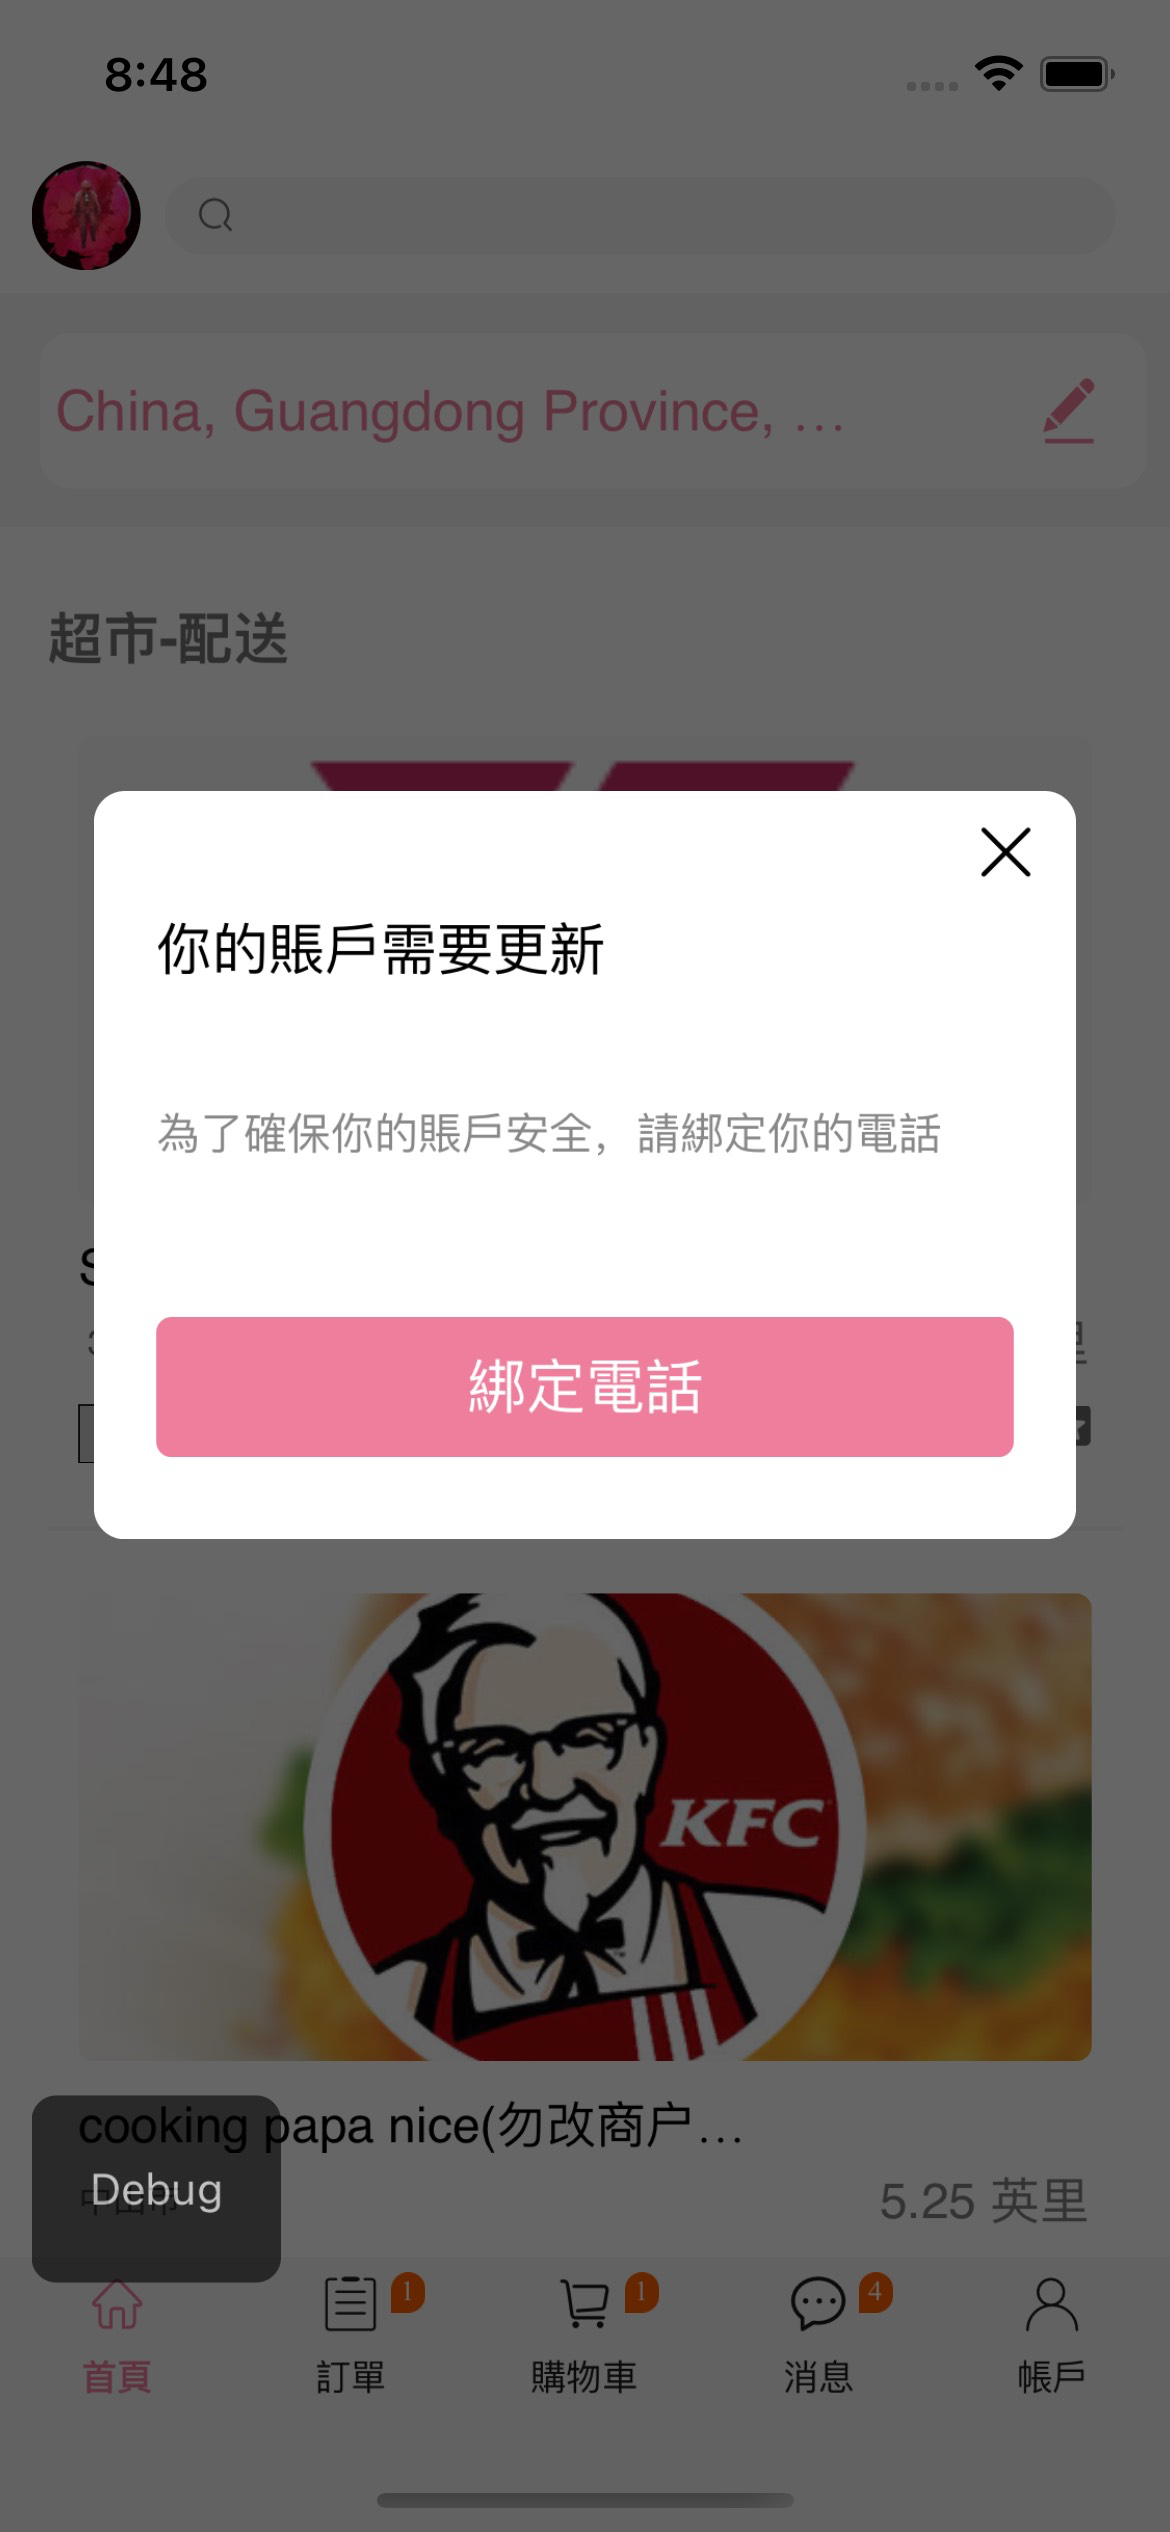 8:48
China, Guangdong Province, …
超市-配送
你的賬戶需要更新
為了確保你的賬戶安全，請綁定你的電話
綁定電話
KFC
cooking papa nice(勿改商户…
Debug
5.25 英里
1
1
4
首頁
訂單
購物車
消息
帳戶